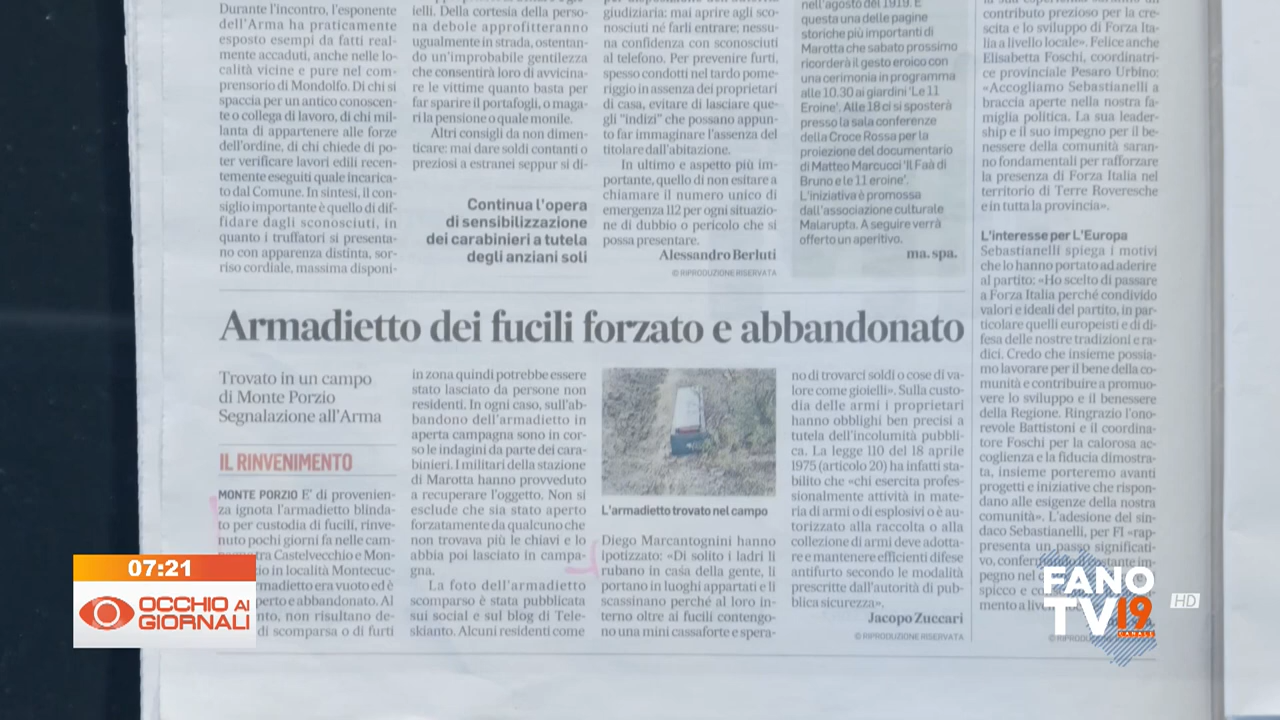 Durante l'incontro, l'esponente
dell'Arma ha praticamente
esposto esempi da fatti real-
mente accaduti, anche nelle lo-
calità vicine e pure nel com-
prensorio di Mondolfo. Di chi si
spaccia per un antico conoscen-
te o collega di lavoro, di chi mil-
lanta di appartenere alle forze
dell'ordine, di chi chiede di po-
ter verificare lavori edili recen-
temente eseguiti quale incarica-
to dal Comune. In sintesi, il con-
siglio importante è quello di dif-
fidare dagli sconosciuti, in
quanto i truffatori si presenta-
no con apparenza distinta, sor-
riso cordiale, massima disponi-
ielli. Della cortesia della perso-
na debole approfitteranno
ugualmente in strada, ostentan-
do un'improbabile gentilezza
che consentirà loro di avvicina-
re le vittime quanto basta per
far sparire il portafogli, o maga-
ri la pensione o quale monile.
Altri consigli da non dimen-
ticare: mai dare soldi contanti o
preziosi a estranei seppur si di-
Continua l'opera
di sensibilizzazione
dei carabinieri a tutela
degli anziani soli
giudiziaria; mai aprire agli sco-
nosciuti né farli entrare; nessu-
na confidenza con sconosciuti
al telefono. Per prevenire furti,
spesso condotti nel tardo pome-
riggio in assenza dei proprietari
di casa, evitare di lasciare que-
gli "indizi" che possano appun-
to far immaginare l'assenza del
titolare dall'abitazione.
In ultimo e aspetto più im-
portante, quello di non esitare a
chiamare il numero unico di
emergenza 112 per ogni situazio-
ne di dubbio o pericolo che si
possa presentare.
Alessandro Berluti
© RIPRODUZIONE RISERVATA
nell'agosto del 1919. È
questa una delle pagine
storiche più importanti di
Marotta che sabato prossimo
ricorderà il gesto eroico con
una cerimonia in programma
alle 10.30 ai giardini 'Le 11
Eroine'. Alle 18 ci si sposterà
presso la sala conferenze
della Croce Rossa per la
proiezione del documentario
di Matteo Marcucci 'Il Faà di
Bruno e le 11 eroine'.
L'iniziativa è promossa
dall'associazione culturale
Malarupta. A seguire verrà
offerto un aperitivo.
ma. spa.
contributo prezioso per la cre-
scita e lo sviluppo di Forza Ita-
lia a livello locale». Felice anche
Elisabetta Foschi, coordinatri-
ce provinciale Pesaro Urbino:
«Accogliamo Sebastianelli a
braccia aperte nella nostra fa-
miglia politica. La sua leader-
ship e il suo impegno per il be-
nessere della comunità saran-
no fondamentali per rafforzare
la presenza di Forza Italia nel
territorio di Terre Roveresche
e in tutta la provincia».
L'interesse per L'Europa
Sebastianelli spiega i motivi
che lo hanno portato ad aderire
al partito: «Ho scelto di passare
a Forza Italia perché condivido
valori e ideali del partito, in par-
ticolare quelli europeisti e di di-
fesa delle nostre tradizioni e ra-
dici. Credo che insieme possia-
mo lavorare per il bene della co-
munità e contribuire a promuo-
vere lo sviluppo e il benessere
della Regione. Ringrazio l'ono-
revole Battistoni e il coordina-
tore Foschi per la calorosa ac-
coglienza e la fiducia dimostra-
ta, insieme porteremo avanti
progetti e iniziative che rispon-
dano alle esigenze della nostra
comunità». L'adesione del sin-
daco Sebastianelli, per FI «rap-
presenta un passo significati-
Armadietto dei fucili forzato e abbandonato
Trovato in un campo
di Monte Porzio
Segnalazione all'Arma
IL RINVENIMENTO
MONTE PORZIO E' di provenien-
za ignota l'armadietto blinda-
to per custodia di fucili, rinve-
nuto pochi giorni fa nelle cam-
tra Castelvecchio e Mon-
in località Montecuc-
madietto era vuoto ed è
erto e abbandonato. Al
nto, non risultano de-
di scomparsa o di furti
in zona quindi potrebbe essere
stato lasciato da persone non
residenti. In ogni caso, sull'ab-
bandono dell'armadietto in
aperta campagna sono in cor-
so le indagini da parte dei cara-
binieri. I militari della stazione
di Marotta hanno provveduto
a recuperare l'oggetto. Non si
esclude che sia stato aperto
forzatamente da qualcuno che
non trovava più le chiavi e lo
abbia poi lasciato in campa-
gna.
La foto dell'armadietto
scomparso è stata pubblicata
sui social e sul blog di Tele-
skianto. Alcuni residenti come
L'armadietto trovato nel campo
Diego Marcantognini hanno
ipotizzato: «Di solito i ladri li
rubano in casa della gente, li
portano in luoghi appartati e li
scassinano perché al loro in-
terno oltre ai fucili contengo-
no una mini cassaforte e spera-
no di trovarci soldi o cose di va-
lore come gioielli». Sulla custo-
dia delle armi i proprietari
hanno obblighi ben precisi a
tutela dell'incolumità pubbli-
ca. La legge 110 del 18 aprile
1975 (articolo 20) ha infatti sta-
bilito che «chi esercita profes-
sionalmente attività in mate-
ria di armi o di esplosivi o è au-
torizzato alla raccolta o alla
collezione di armi deve adotta-
re e mantenere efficienti difese
antifurto secondo le modalità
prescritte dall'autorità di pub-
blica sicurezza».
Jacopo Zuccari
© RIPRODUZIONE RISERVATA
07:21
OCCHIO AI
GIORNALI
FANO
TV 19
CANALE
HD